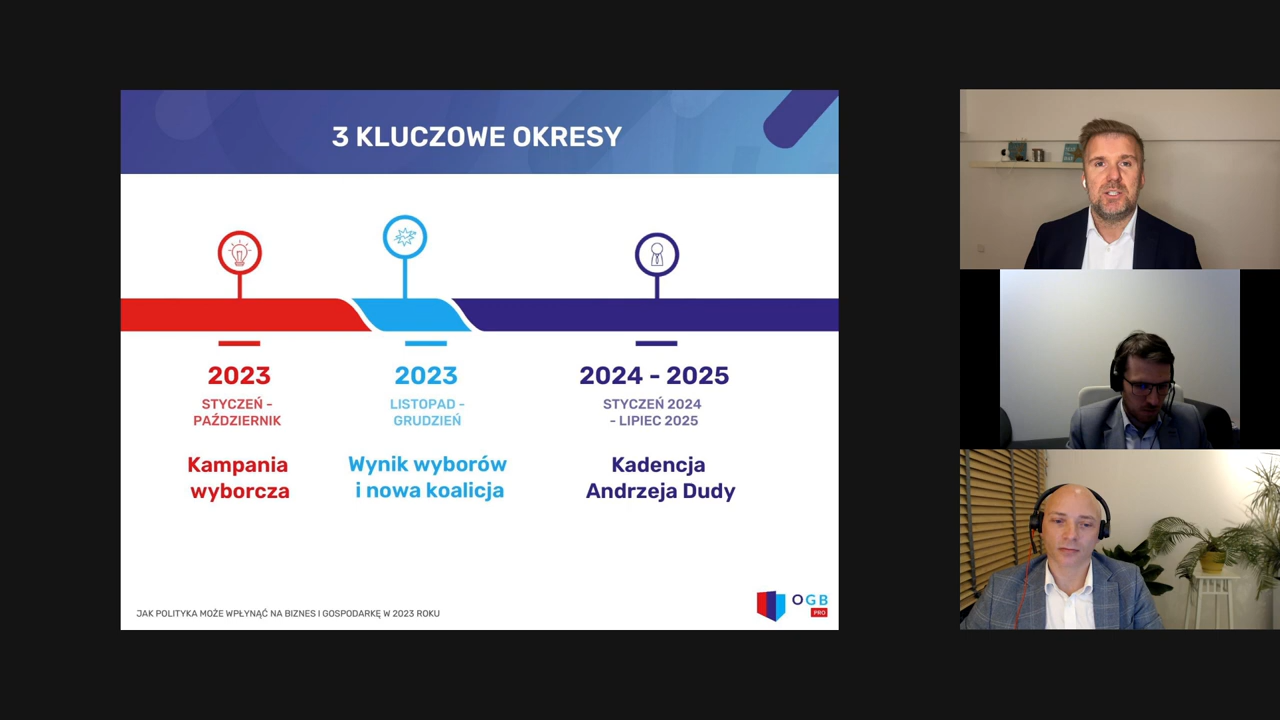 3 KLUCZOWE OKRESY
2023
STYCZEŃ -
PAŹDZIERNIK
Kampania
wyborcza
2023
LISTOPAD -
GRUDZIEŃ
Wynik wyborów
i nowa koalicja
2024 - 2025
STYCZEŃ 2024
- LIPIEC 2025
Kadencja
Andrzeja Dudy
JAK POLITYKA MOŻE WPŁYNĄĆ NA BIZNES I GOSPODARKĘ W 2023 ROKU
OGB
PRO